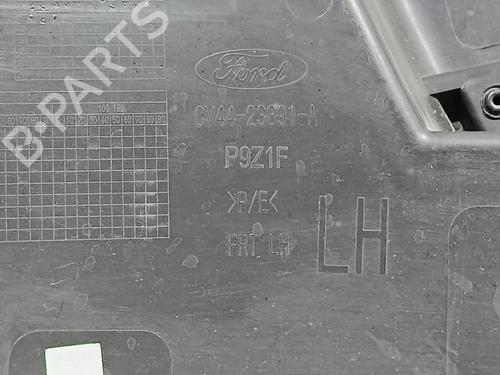 B-PARTS
Ford
CV44-23891-A
P9Z1F
>P/E<
FRT LH
LH